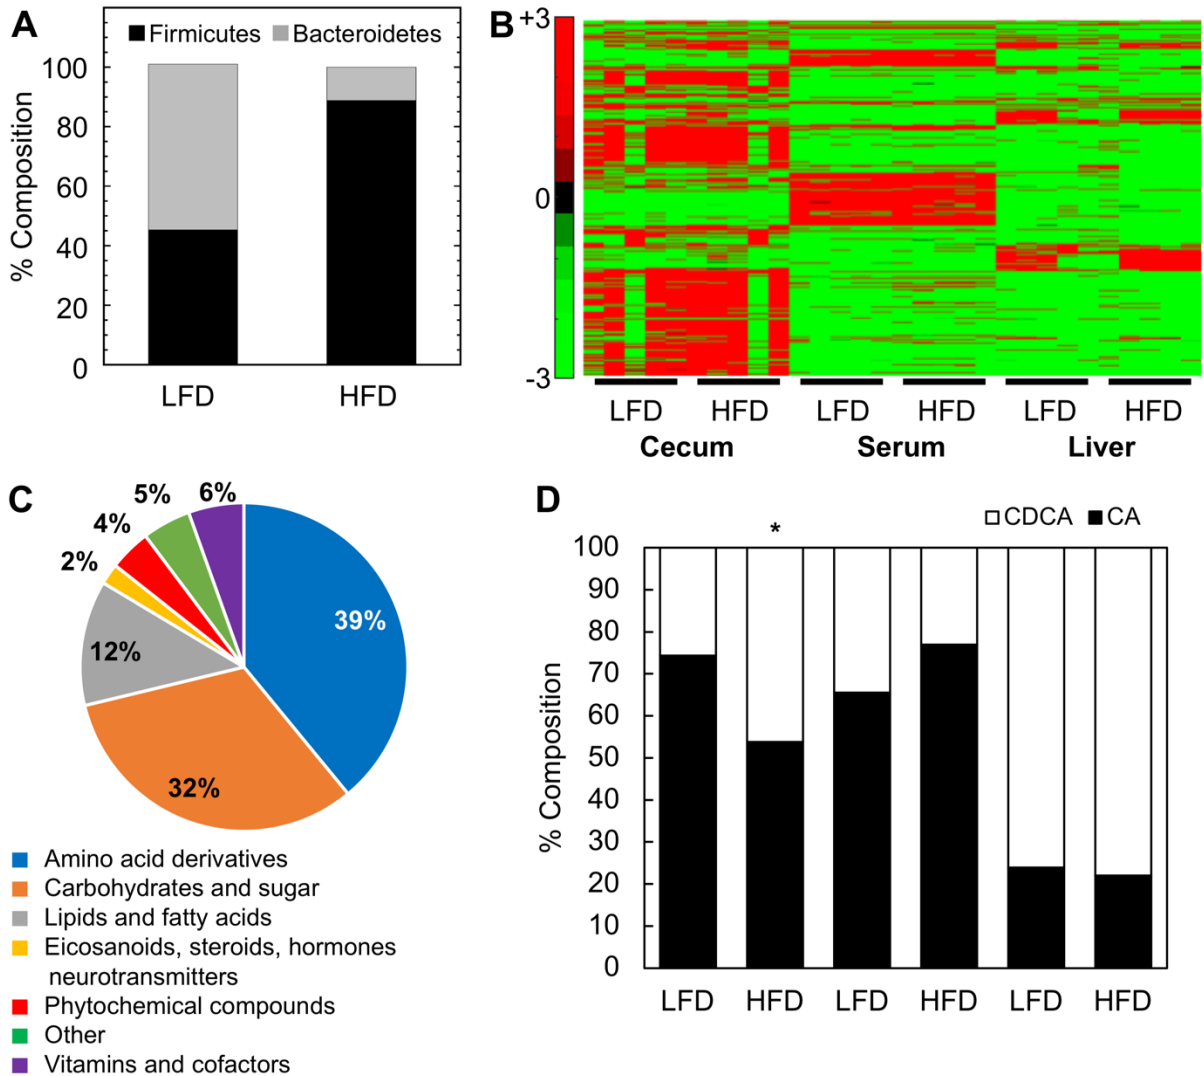 A
Firmicutes Bacteroidetes
% Composition
100
80
60
40
20
0
LFD HFD
B
+3
0
-3
LFD HFD LFD HFD LFD HFD
Cecum Serum Liver
C
5% 6%
4%
2%
39%
12%
32%
Amino acid derivatives
Carbohydrates and sugar
Lipids and fatty acids
Eicosanoids, steroids, hormones
neurotransmitters
Phytochemical compounds
Other
Vitamins and cofactors
D
CDCA CA
*
% Composition
100
90
80
70
60
50
40
30
20
10
0
LFD HFD LFD HFD LFD HFD